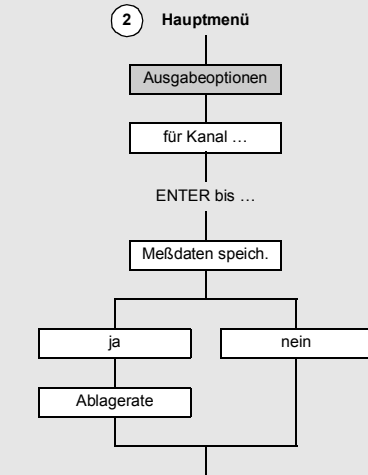 2 Hauptmenü
Ausgabeoptionen
für Kanal …
ENTER bis …
Meßdaten speich.
ja nein
Ablagerate